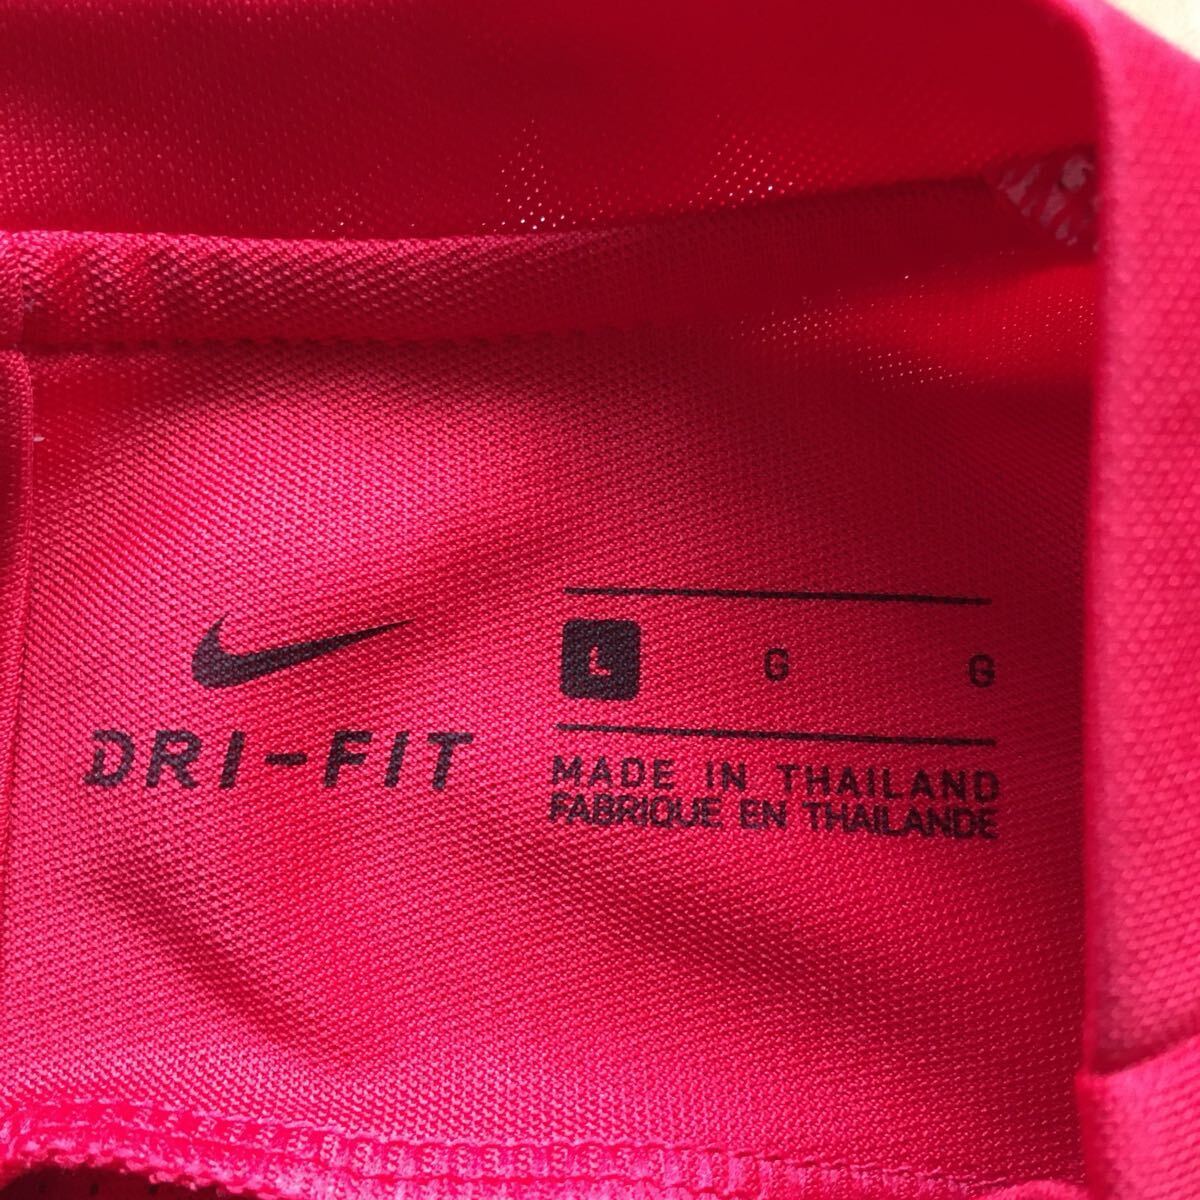 DRI-FIT
L G G
MADE IN THAILAND
FABRIQUE EN THAILANDE